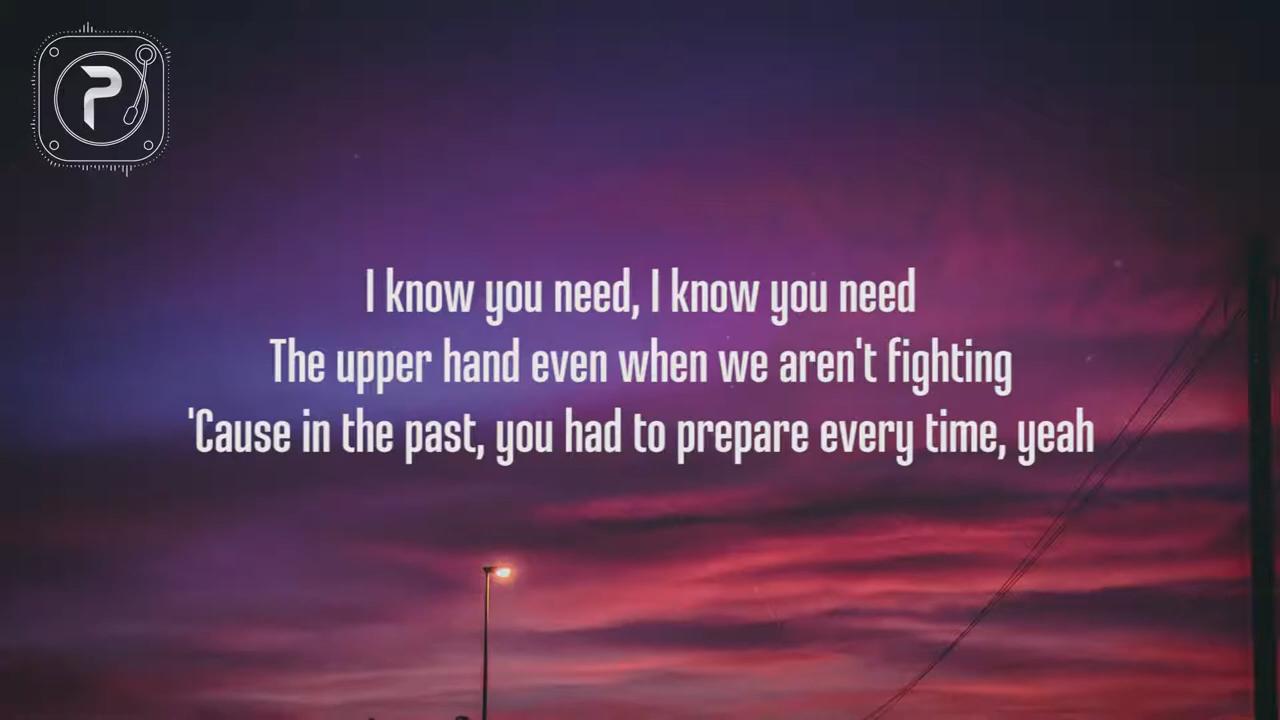 P
I know you need, I know you need
The upper hand even when we aren't fighting
'Cause in the past, you had to prepare every time, yeah